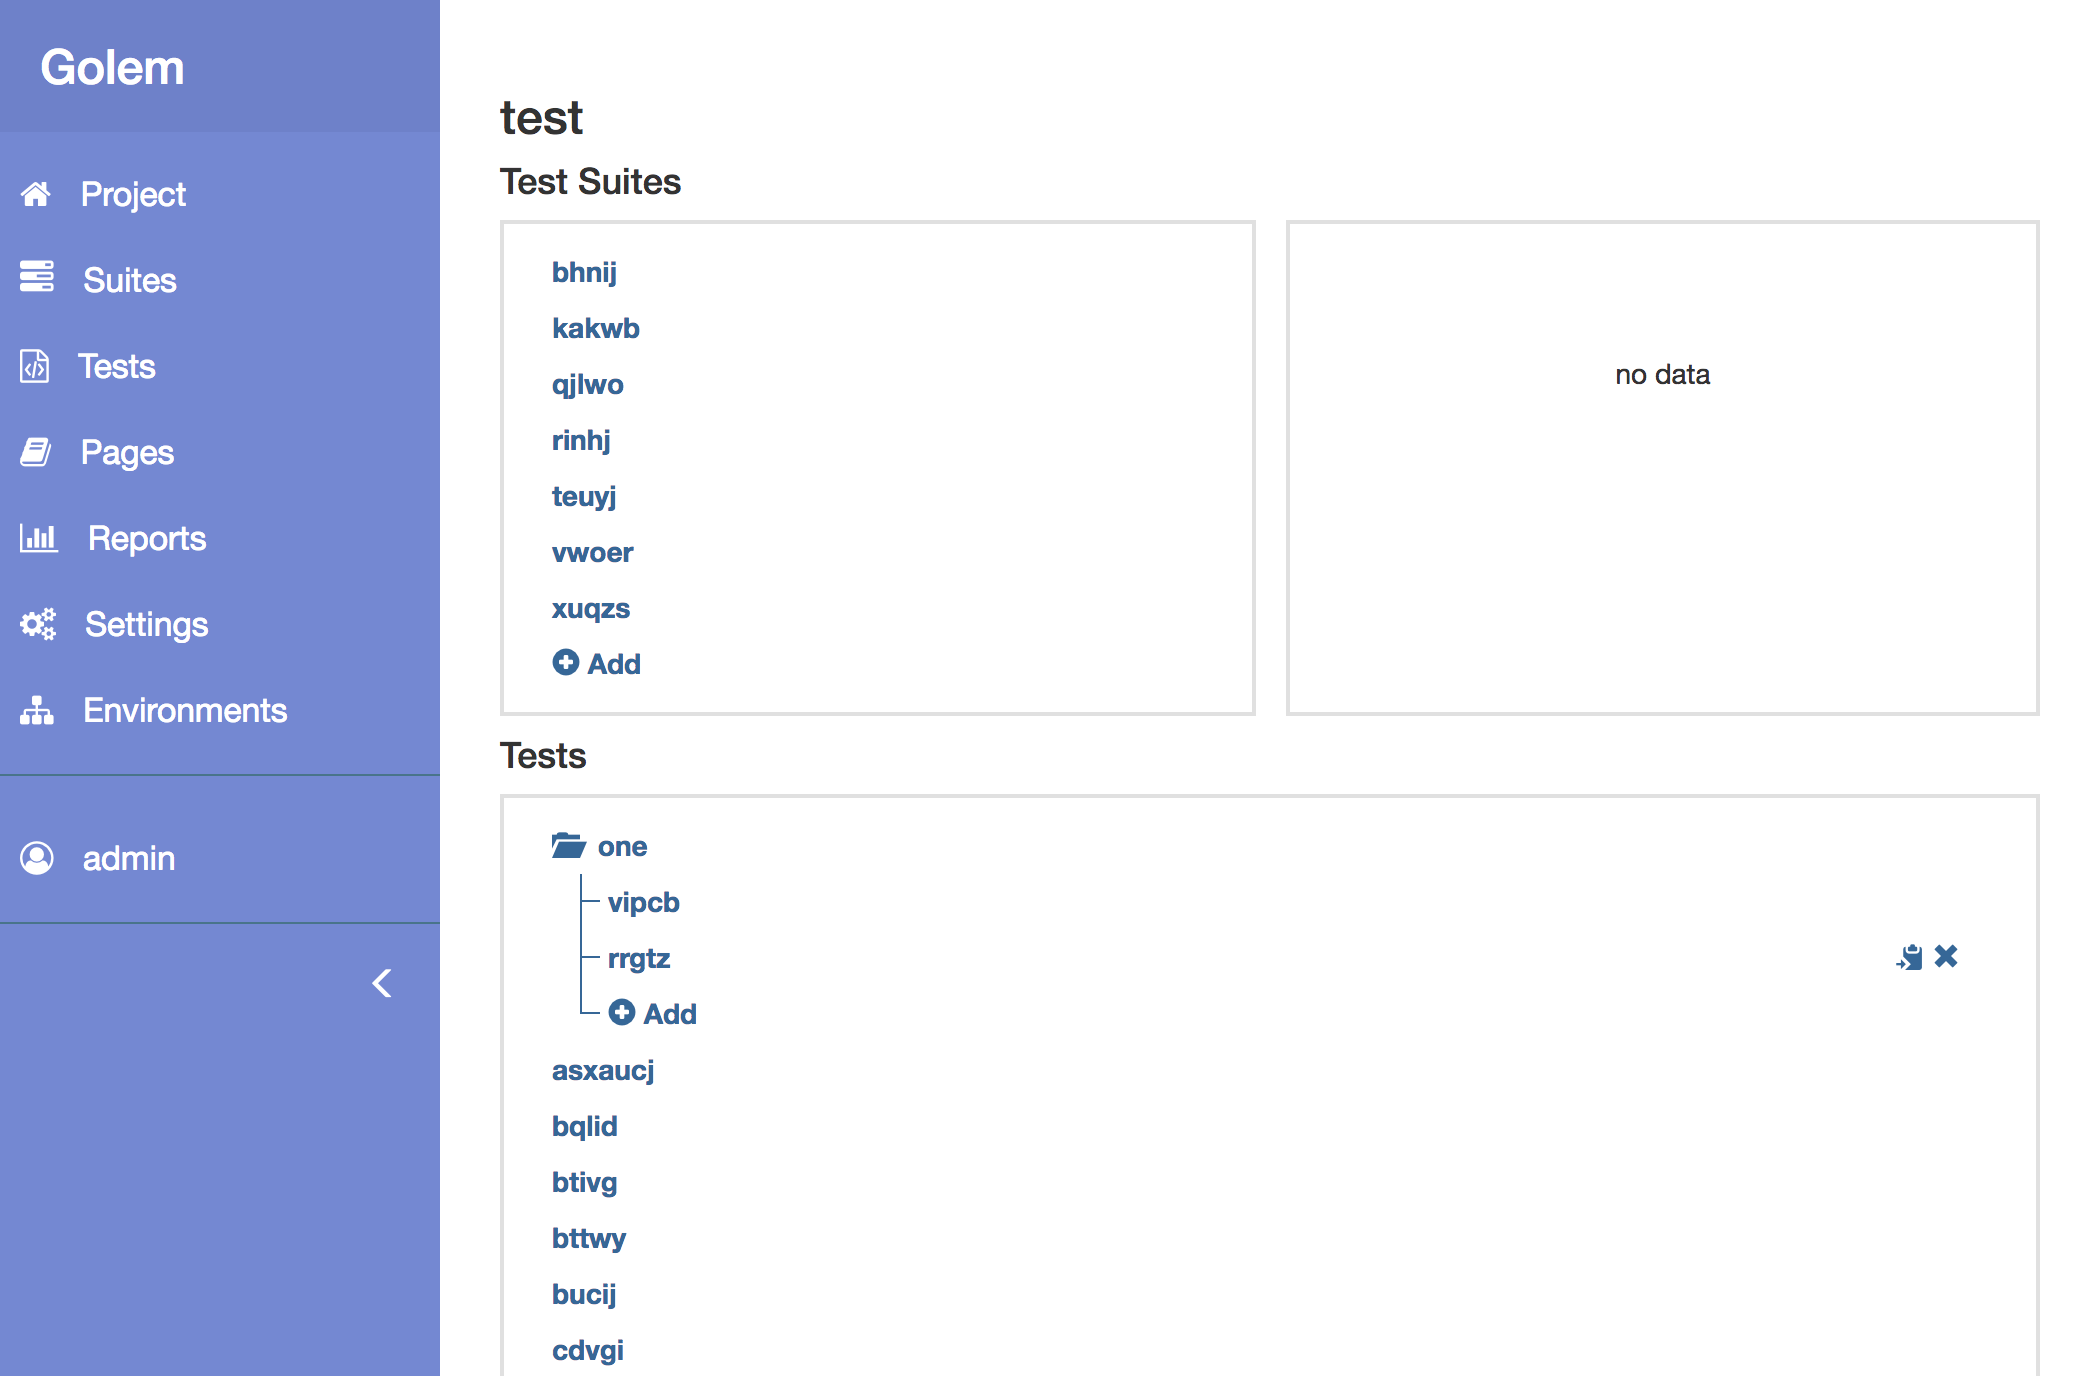 Golem
Project
Suites
Tests
Pages
Reports
Settings
Environments
admin
test
Test Suites
bhnij
kakwb
qjlwo
rinhj
teuyj
vwoer
xuqzs
Add
no data
Tests
one
vipcb
rrgtz
Add
asxaucj
bqlid
btivg
bttwy
bucij
cdvgi